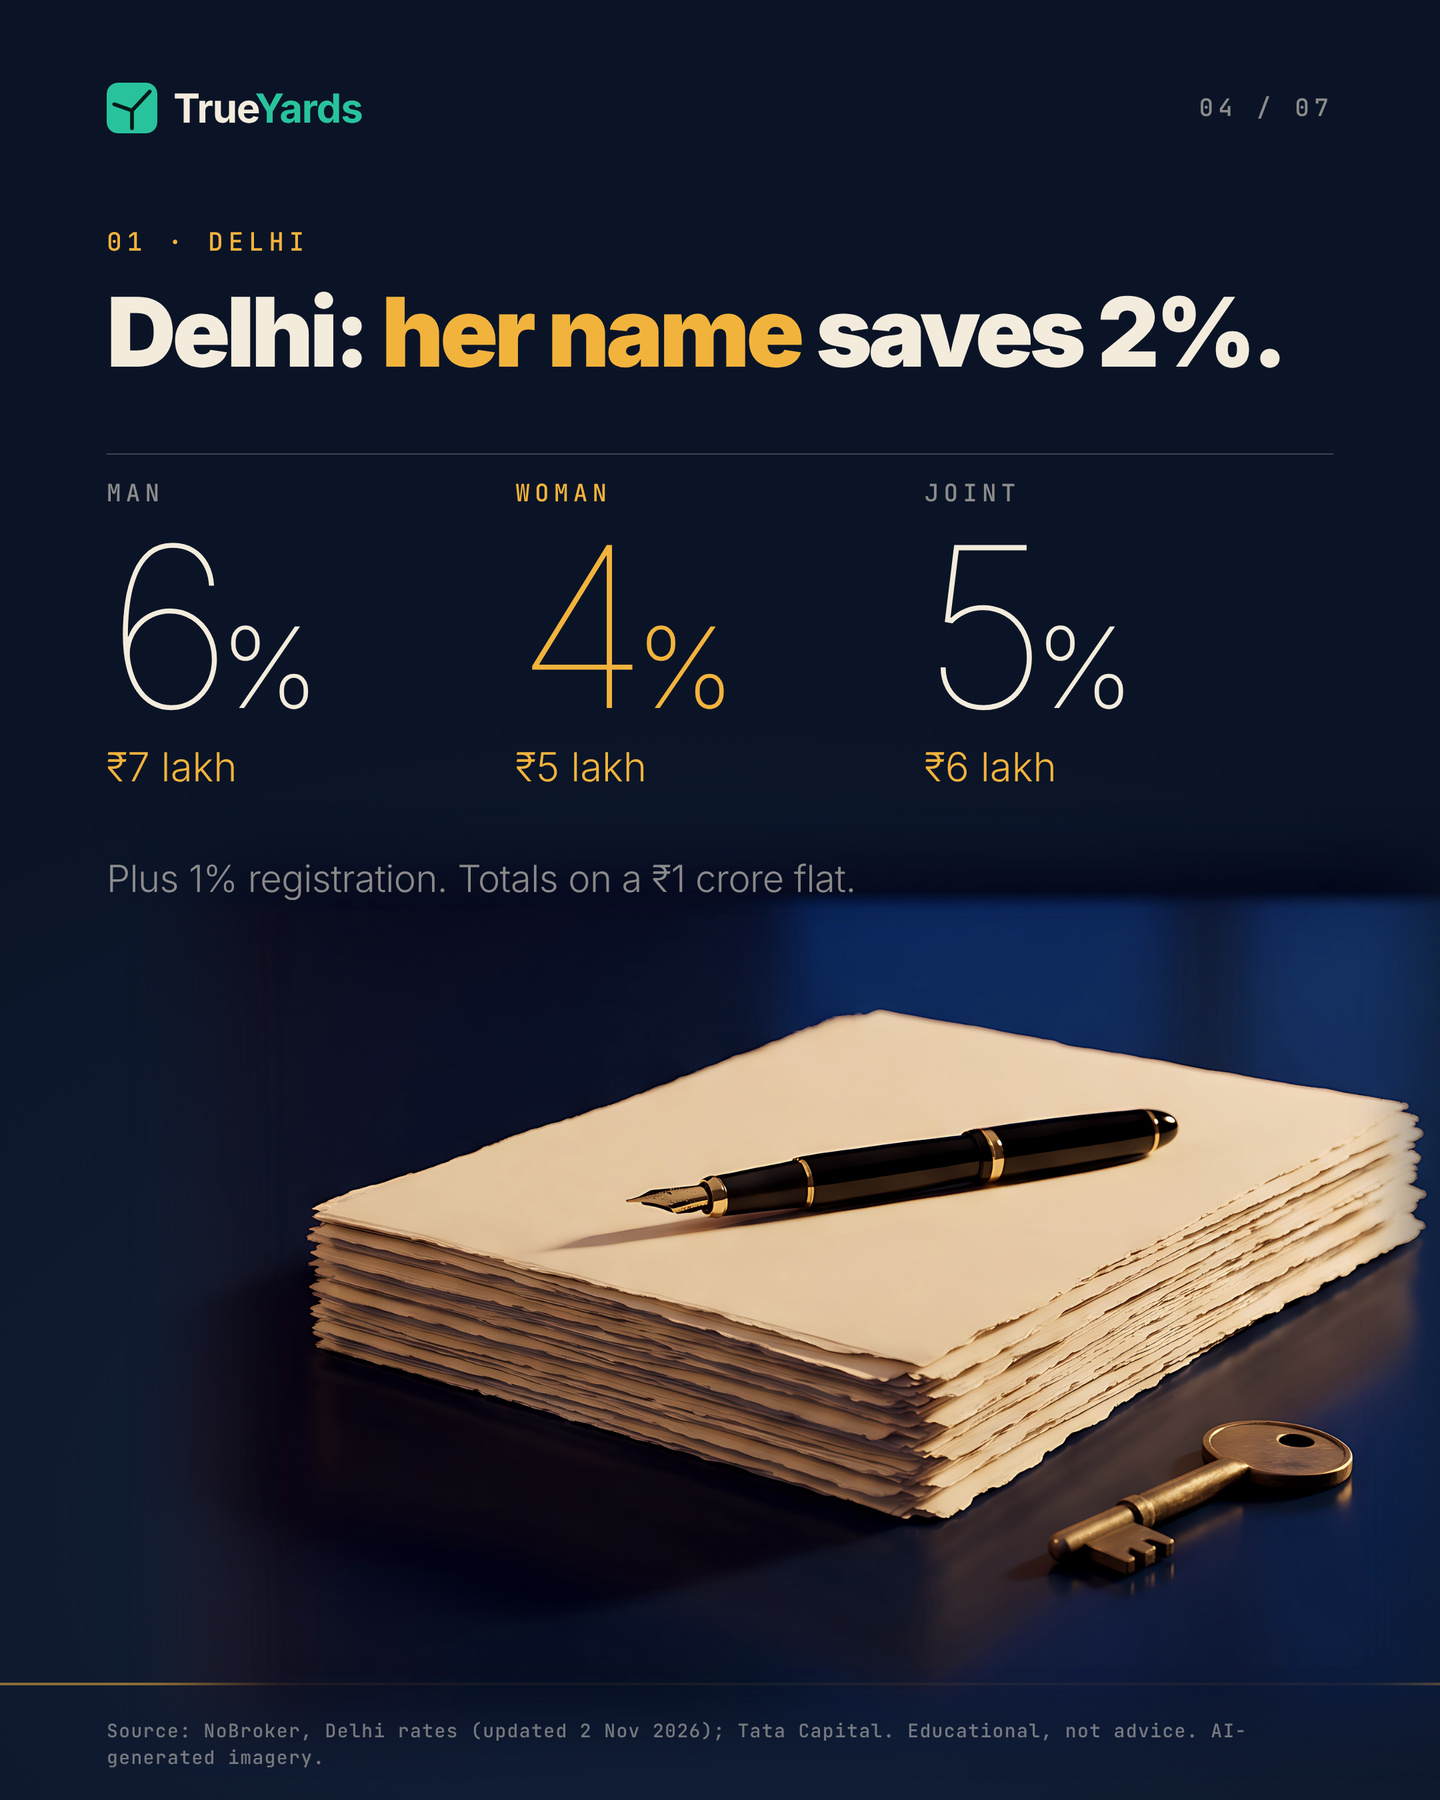 TrueYards
04 / 07
01 · DELHI
Delhi: her name saves 2%.
MAN
WOMAN
JOINT
6%
4%
5%
₹7 lakh
₹5 lakh
₹6 lakh
Plus 1% registration. Totals on a ₹1 crore flat.
Source: NoBroker, Delhi rates (updated 2 Nov 2026); Tata Capital. Educational, not advice. AI-
generated imagery.